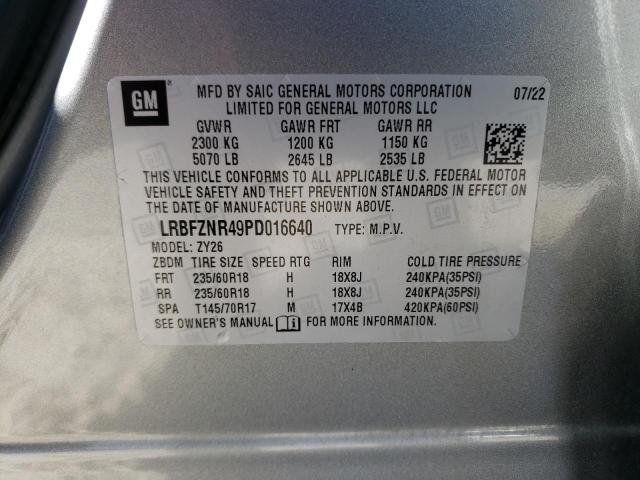 GM
MFD BY SAIC GENERAL MOTORS CORPORATION 07/22
LIMITED FOR GENERAL MOTORS LLC
GVWR GAWR FRT GAWR RR
2300 KG 1200 KG 1150 KG
5070 LB 2645 LB 2535 LB
THIS VEHICLE CONFORMS TO ALL APPLICABLE U.S. FEDERAL MOTOR
VEHICLE SAFETY AND THEFT PREVENTION STANDARDS IN EFFECT ON
THE DATE OF MANUFACTURE SHOWN ABOVE.
LRBFZNR49PD016640 TYPE: M.P.V.
MODEL: ZY26
ZBDM TIRE SIZE SPEED RTG RIM COLD TIRE PRESSURE
FRT 235/60R18 H 18X8J 240KPA(35PSI)
RR 235/60R18 H 18X8J 240KPA(35PSI)
SPA T145/70R17 M 17X4B 420KPA(60PSI)
SEE OWNER'S MANUAL FOR MORE INFORMATION.